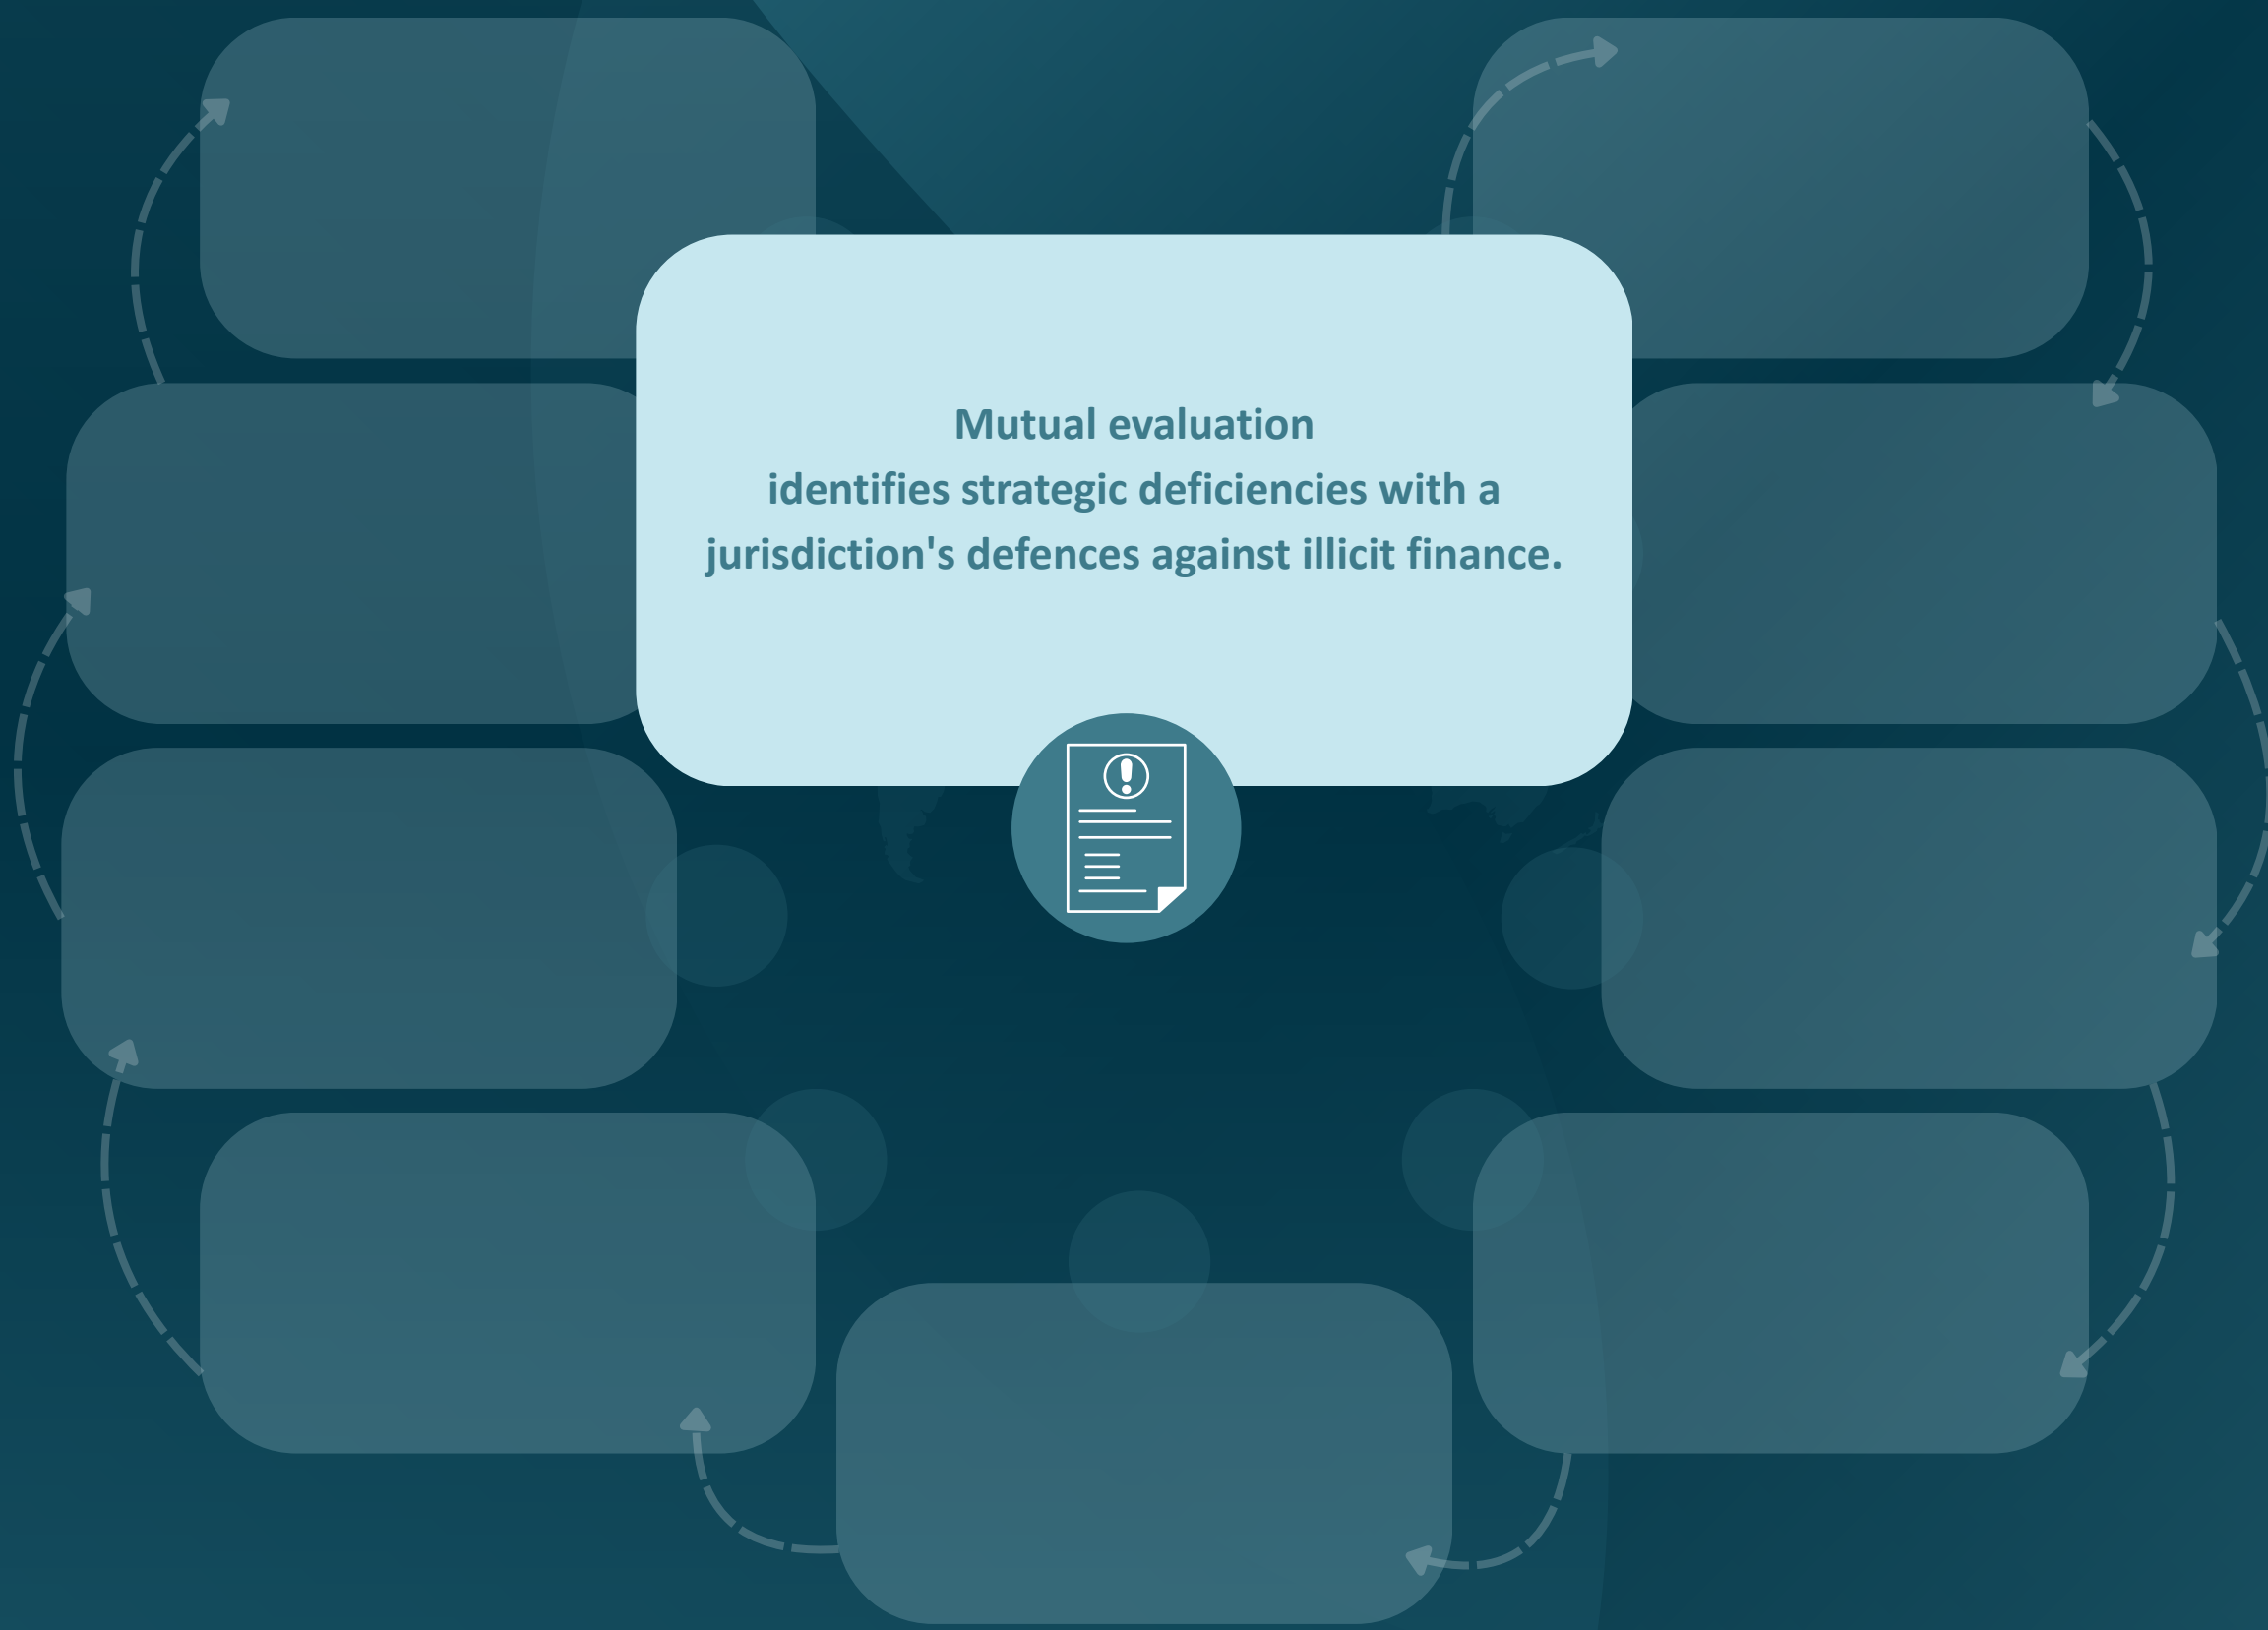 Mutual evaluation
identifies strategic deficiencies with a
jurisdiction's defences against illicit finance.